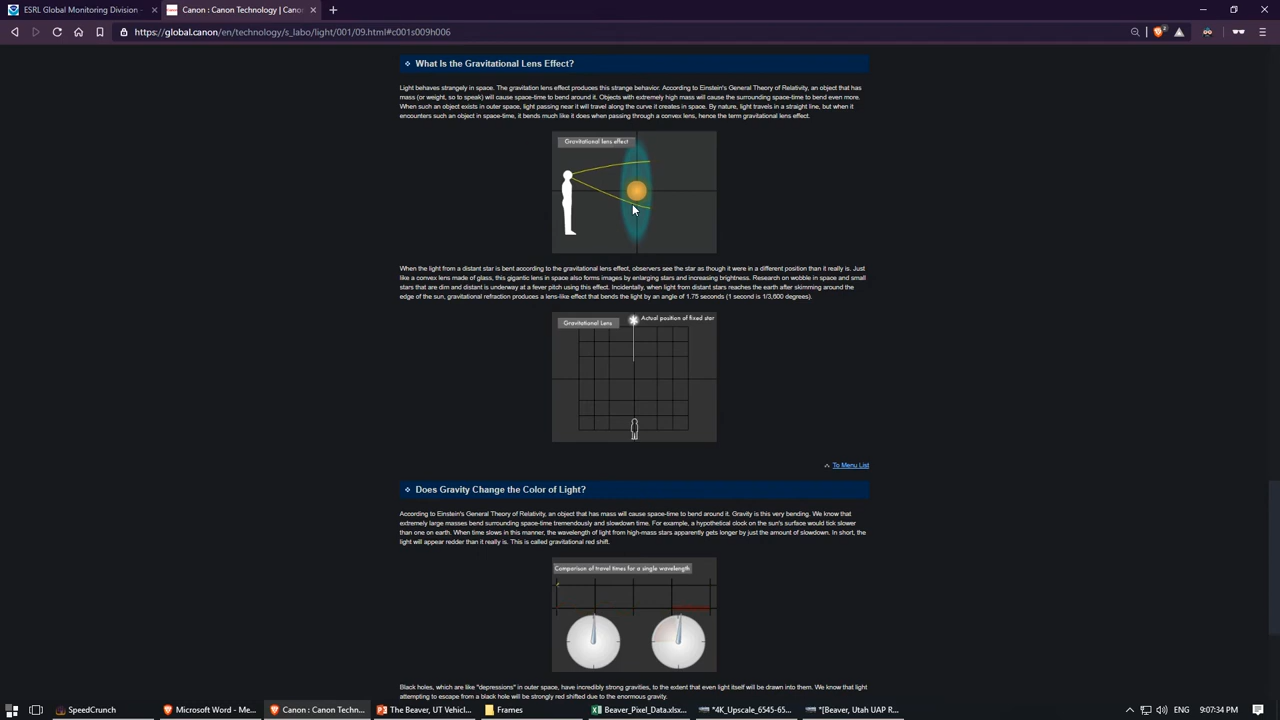 ESRL Global Monitoring Division - 
Canon : Canon Technology | Cano
https://global.canon/en/technology/s_labo/light/001/09.html#c001s009h006
What Is the Gravitational Lens Effect?
Light behaves strangely in space. The gravitation lens effect produces this strange behavior. According to Einstein's General Theory of Relativity, an object that has
mass (or weight, so to speak) will cause space-time to bend around it. Objects with extremely high mass will cause the surrounding space-time to bend even more.
When such an object exists in outer space, light passing near it will travel along the curve it creates in space. By nature, light travels in a straight line, but when it
encounters such an object in space-time, it bends much like it does when passing through a convex lens, hence the term gravitational lens effect.
Gravitational lens effect
When the light from a distant star is bent according to the gravitational lens effect, observers see the star as though it were in a different position than it really is. Just
like a convex lens made of glass, this gigantic lens in space also forms images by enlarging stars and increasing brightness. Research on wobble in space and small
stars that are dim and distant is underway at a fever pitch using this effect. Incidentally, when light from distant stars reaches the earth after skimming around the
edge of the sun, gravitational refraction produces a lens-like effect that bends the light by an angle of 1.75 seconds (1 second is 1/3,600 degrees).
Gravitational Lens
Actual position of fixed star
To Menu List
Does Gravity Change the Color of Light?
According to Einstein's General Theory of Relativity, an object that has mass will cause space-time to bend around it. Gravity is this very bending. We know that
extremely large masses bend surrounding space-time tremendously and slowdown time. For example, a hypothetical clock on the sun's surface would tick slower
than one on earth. When time slows in this manner, the wavelength of light from high-mass stars apparently gets longer by just the amount of slowdown. In short, the
light will appear redder than it really is. This is called gravitational red shift.
Comparison of travel times for a single wavelength
Black holes, which are like "depressions" in outer space, have incredibly strong gravities, to the extent that even light itself will be drawn into them. We know that light
attempting to escape from a black hole will be strongly red shifted due to the enormous gravity.
SpeedCrunch
Microsoft Word - Me...
Canon : Canon Techn...
The Beaver, UT Vehicl...
Frames
Beaver_Pixel_Data.xlsx...
*4K_Upscale_6545-65...
*[Beaver, Utah UAP R...
ENG
9:07:34 PM